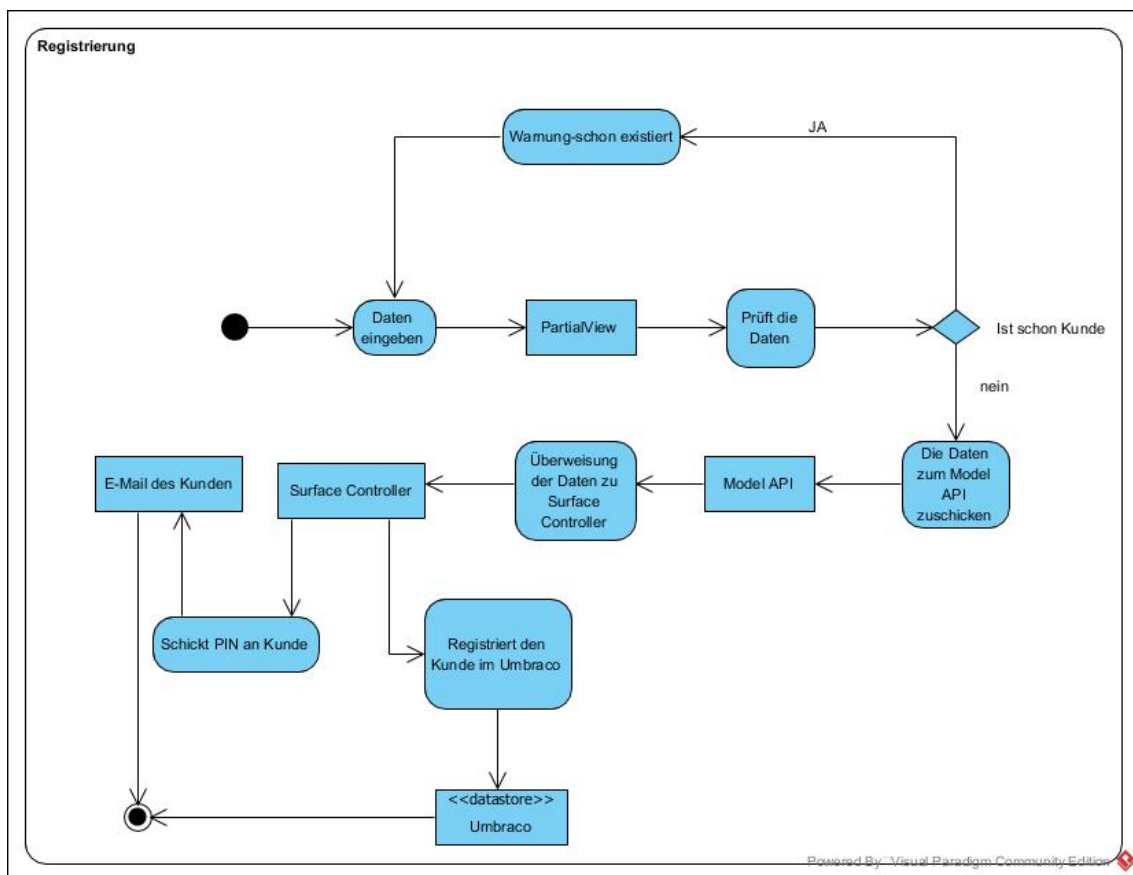 Registrierung
Warnung-schon existiert
JA
Daten
eingeben
PartialView
Prüft die
Daten
Ist schon Kunde
nein
E-Mail des Kunden
Surface Controller
Überweisung
der Daten zu
Surface
Controller
Model API
Die Daten
zum Model
API
zuschicken
Schickt PIN an Kunde
Registriert den
Kunde im Umbraco
<<datastore>>
Umbraco
Powered By Visual Paradigm Community Edition